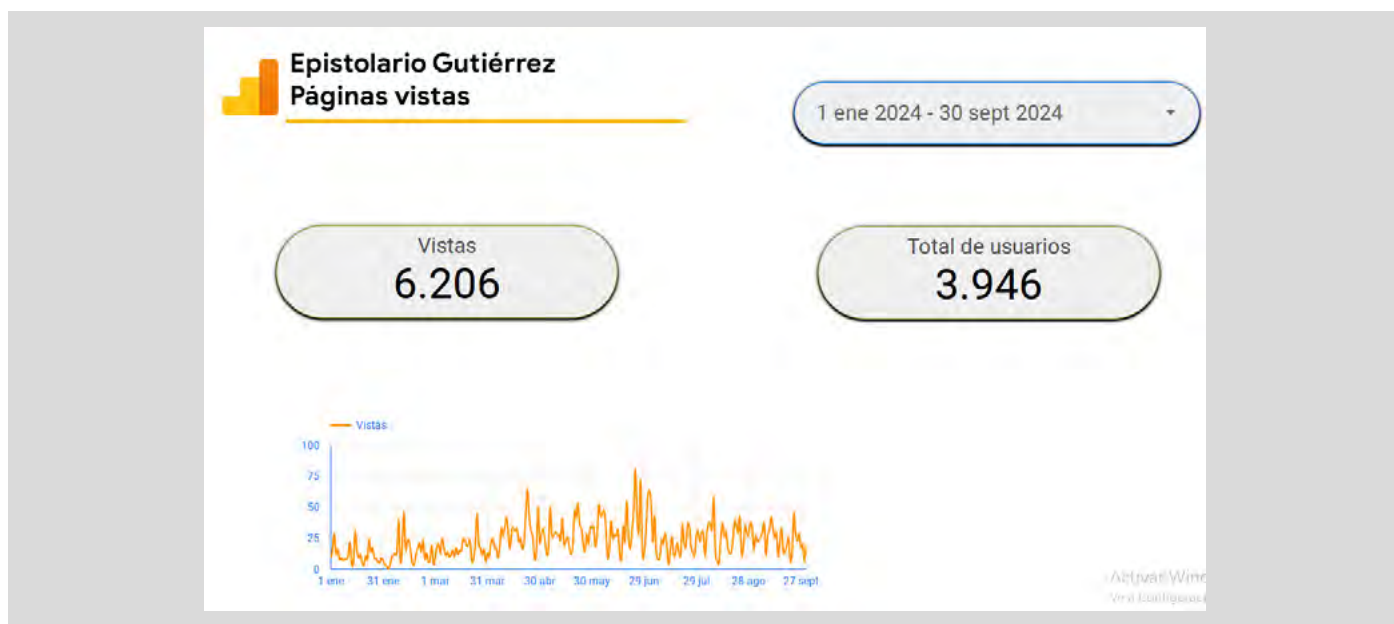 Epistolario Gutiérrez
Páginas vistas
1 ene 2024 - 30 sept 2024
Vistas
6.206
Total de usuarios
3.946
Vistas
100
75
50
25
0
1 ene 31 ene 1 mar 31 mar 30 abr 30 may 29 jun 29 jul 28 ago 27 sept
Activar Wind